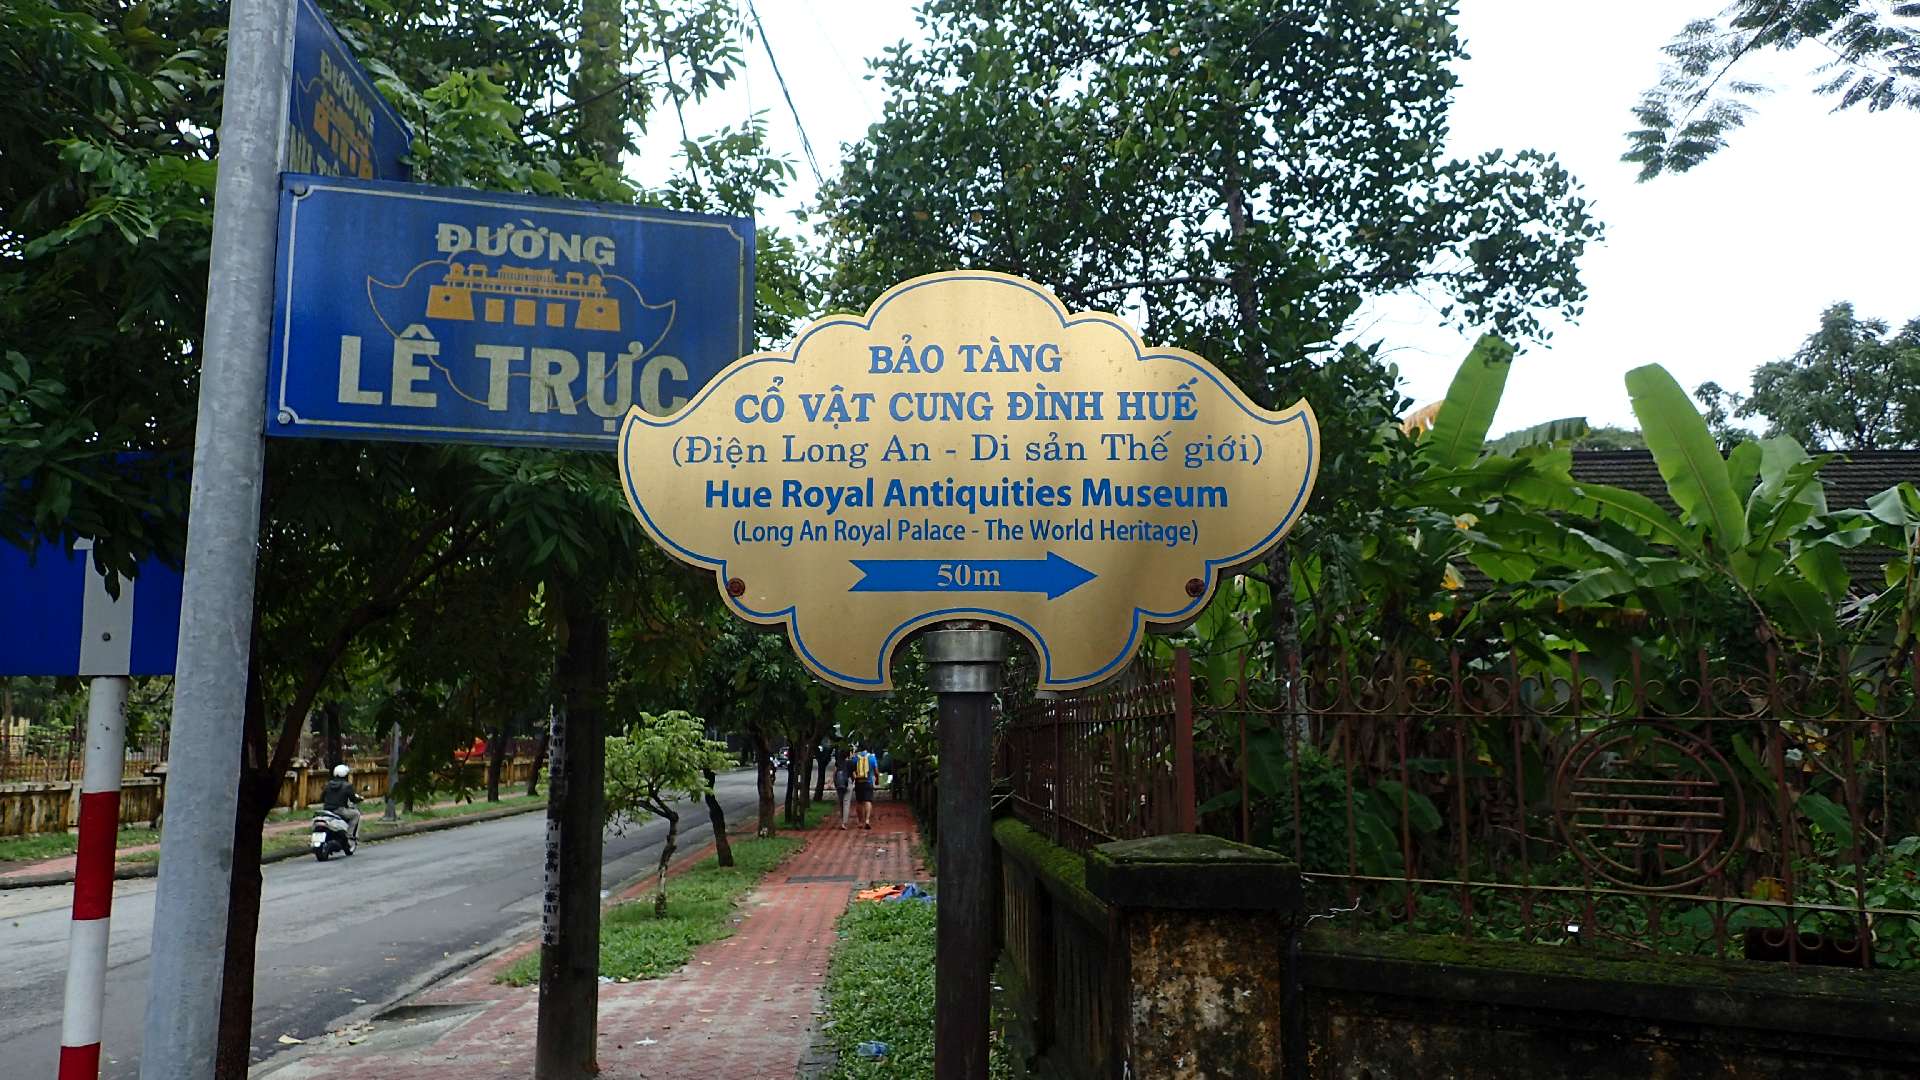 ĐƯỜNG
ĐƯỜNG
LÊ TRỰC
BẢO TÀNG
CỔ VẬT CUNG ĐÌNH HUẾ
(Điện Long An - Di sản Thế giới)
Hue Royal Antiquities Museum
(Long An Royal Palace - The World Heritage)
50m